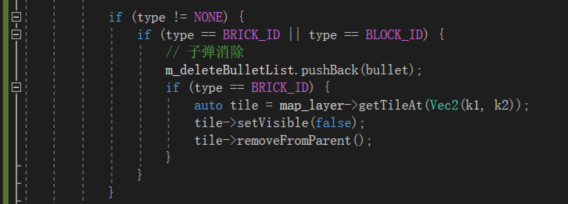 if (type != NONE) {
if (type == BRICK_ID || type == BLOCK_ID) {
// 子弹消除
m_deleteBulletList.pushBack(bullet);
if (type == BRICK_ID) {
auto tile = map_layer->getTileAt(Vec2(k1, k2));
tile->setVisible(false);
tile->removeFromParent();
}
}
}